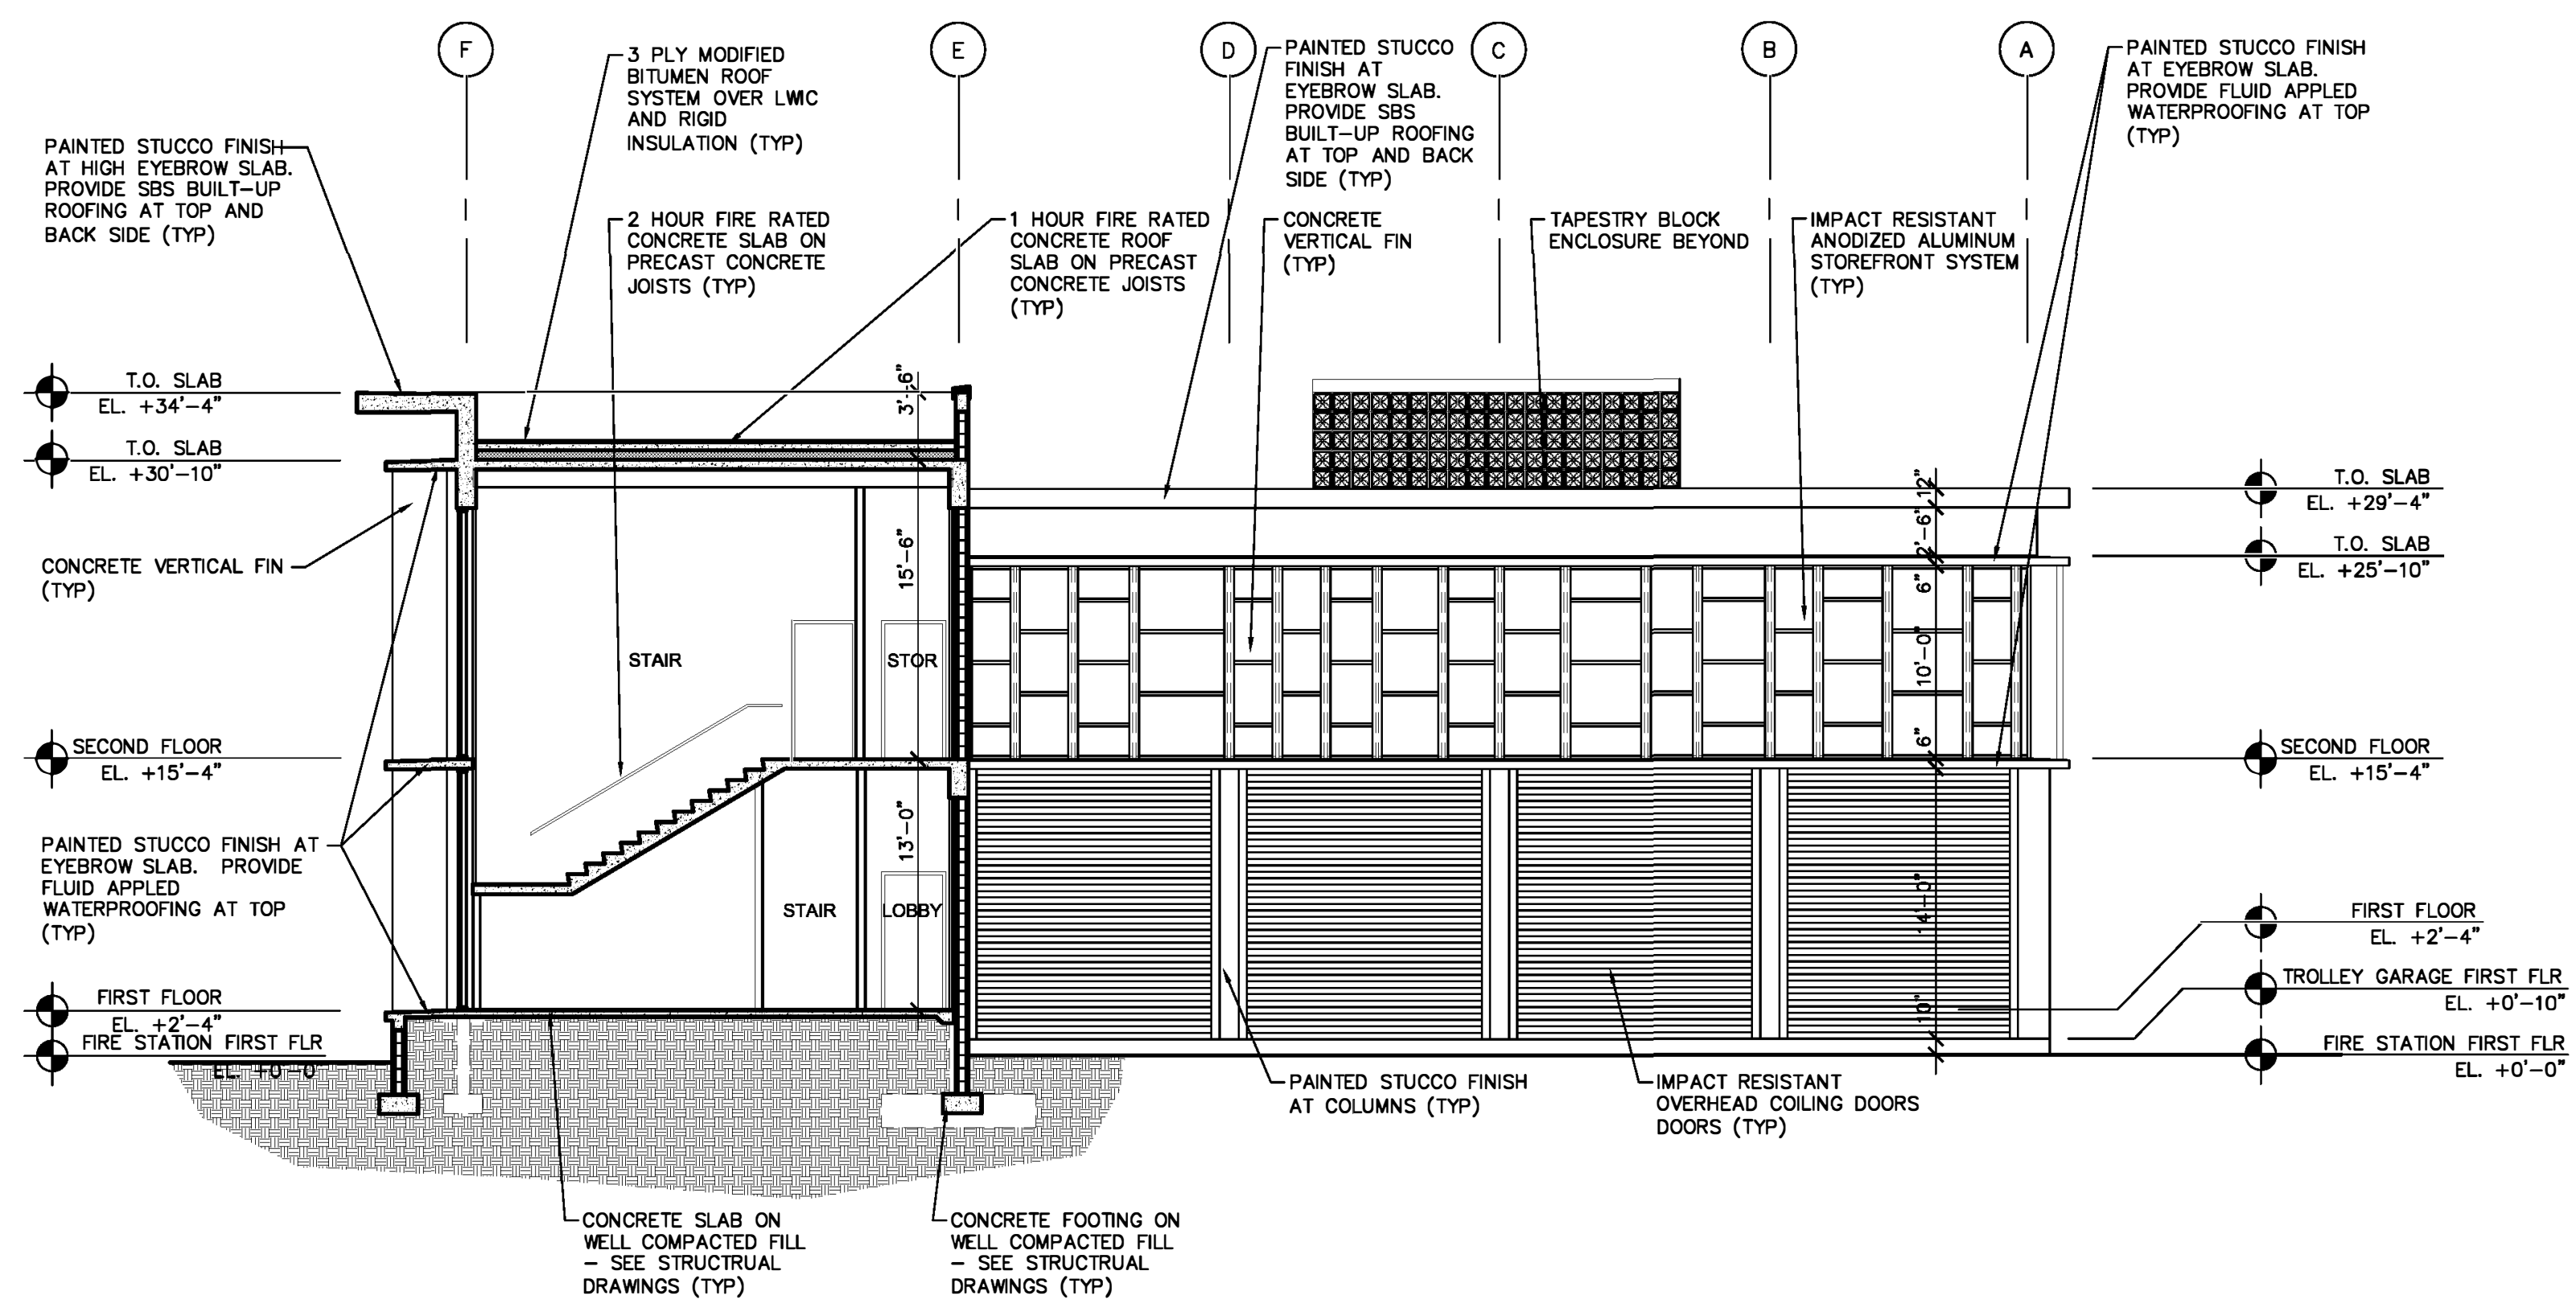 F
E
D
C
B
A
3 PLY MODIFIED
BITUMEN ROOF
SYSTEM OVER LWIC
AND RIGID
INSULATION (TYP)
PAINTED STUCCO
FINISH AT
EYEBROW SLAB.
PROVIDE SBS
BUILT-UP ROOFING
AT TOP AND BACK
SIDE (TYP)
PAINTED STUCCO FINISH
AT EYEBROW SLAB.
PROVIDE FLUID APPLED
WATERPROOFING AT TOP
(TYP)
PAINTED STUCCO FINISH
AT HIGH EYEBROW SLAB.
PROVIDE SBS BUILT-UP
ROOFING AT TOP AND
BACK SIDE (TYP)
2 HOUR FIRE RATED
CONCRETE SLAB ON
PRECAST CONCRETE
JOISTS (TYP)
1 HOUR FIRE RATED
CONCRETE ROOF
SLAB ON PRECAST
CONCRETE JOISTS
(TYP)
CONCRETE
VERTICAL FIN
(TYP)
TAPESTRY BLOCK
ENCLOSURE BEYOND
IMPACT RESISTANT
ANODIZED ALUMINUM
STOREFRONT SYSTEM
(TYP)
T.O. SLAB
EL. +34'-4"
T.O. SLAB
EL. +30'-10"
CONCRETE VERTICAL FIN
(TYP)
SECOND FLOOR
EL. +15'-4"
PAINTED STUCCO FINISH AT
EYEBROW SLAB. PROVIDE
FLUID APPLED
WATERPROOFING AT TOP
(TYP)
FIRST FLOOR
EL. +2'-4"
FIRE STATION FIRST FLR
EL. +0'-0"
3'-6"
15'-6"
13'-0"
STAIR
STOR
STAIR
LOBBY
12"
2'-6"
6"
10'-0"
6"
14'-0"
10"
T.O. SLAB
EL. +29'-4"
T.O. SLAB
EL. +25'-10"
SECOND FLOOR
EL. +15'-4"
FIRST FLOOR
EL. +2'-4"
TROLLEY GARAGE FIRST FLR
EL. +0'-10"
FIRE STATION FIRST FLR
EL. +0'-0"
PAINTED STUCCO FINISH
AT COLUMNS (TYP)
IMPACT RESISTANT
OVERHEAD COILING DOORS
DOORS (TYP)
CONCRETE SLAB ON
WELL COMPACTED FILL
- SEE STRUCTRUAL
DRAWINGS (TYP)
CONCRETE FOOTING ON
WELL COMPACTED FILL
- SEE STRUCTRUAL
DRAWINGS (TYP)